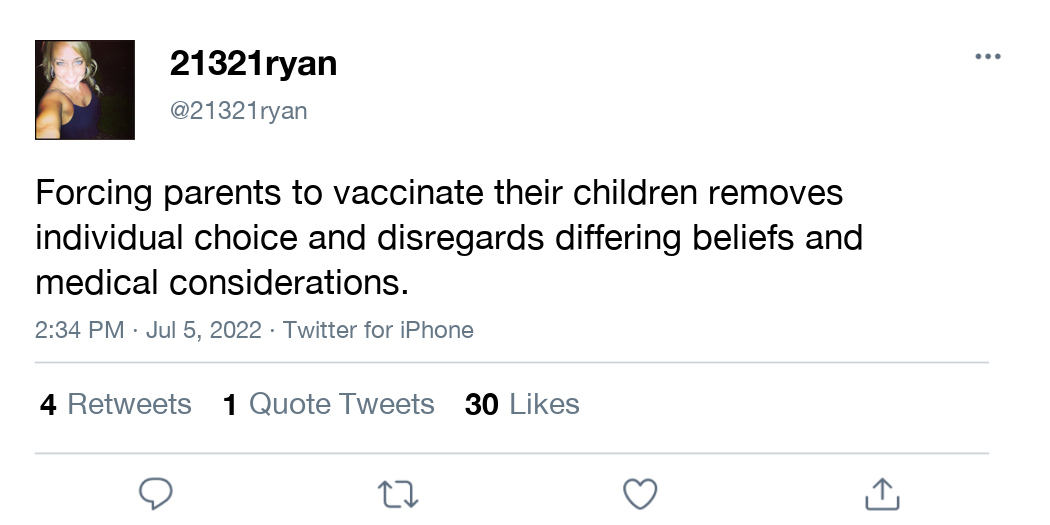 21321ryan
@21321ryan
Forcing parents to vaccinate their children removes
individual choice and disregards differing beliefs and
medical considerations.
2:34 PM · Jul 5, 2022 · Twitter for iPhone
4 Retweets 1 Quote Tweets 30 Likes